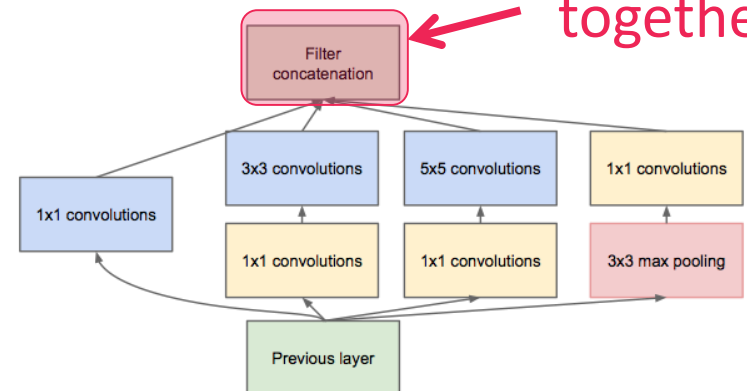 togethe
Filter
concatenation
3x3 convolutions
5x5 convolutions
1x1 convolutions
1x1 convolutions
1x1 convolutions
1x1 convolutions
3x3 max pooling
Previous layer